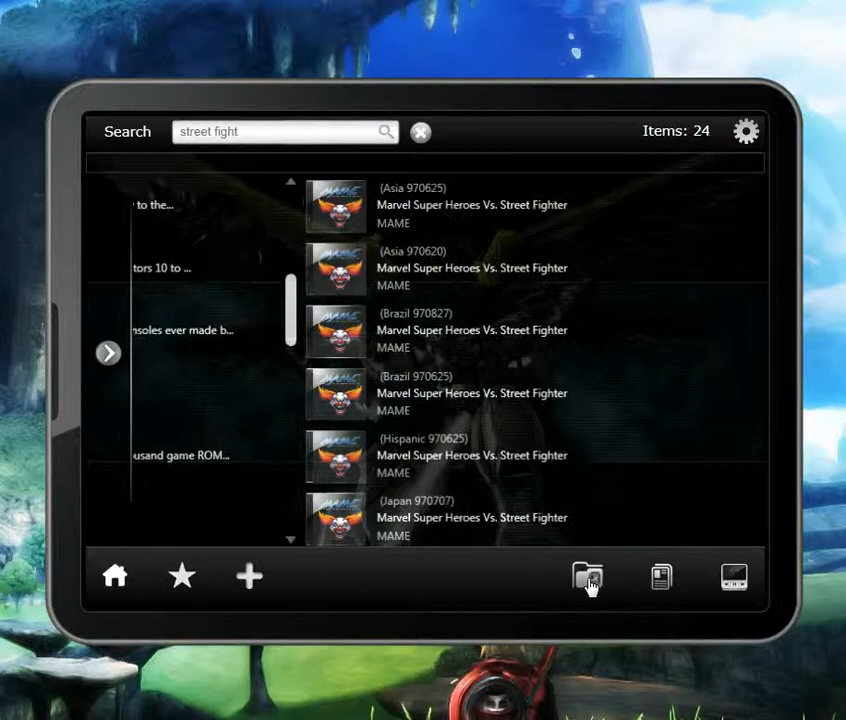 Search
street fight
Items: 24
to the...
tors 10 to ...
nsoles ever made b...
usand game ROM...
(Asia 970625)
Marvel Super Heroes Vs. Street Fighter
MAME
(Asia 970620)
Marvel Super Heroes Vs. Street Fighter
MAME
(Brazil 970827)
Marvel Super Heroes Vs. Street Fighter
MAME
(Brazil 970625)
Marvel Super Heroes Vs. Street Fighter
MAME
(Hispanic 970625)
Marvel Super Heroes Vs. Street Fighter
MAME
(Japan 970707)
Marvel Super Heroes Vs. Street Fighter
MAME